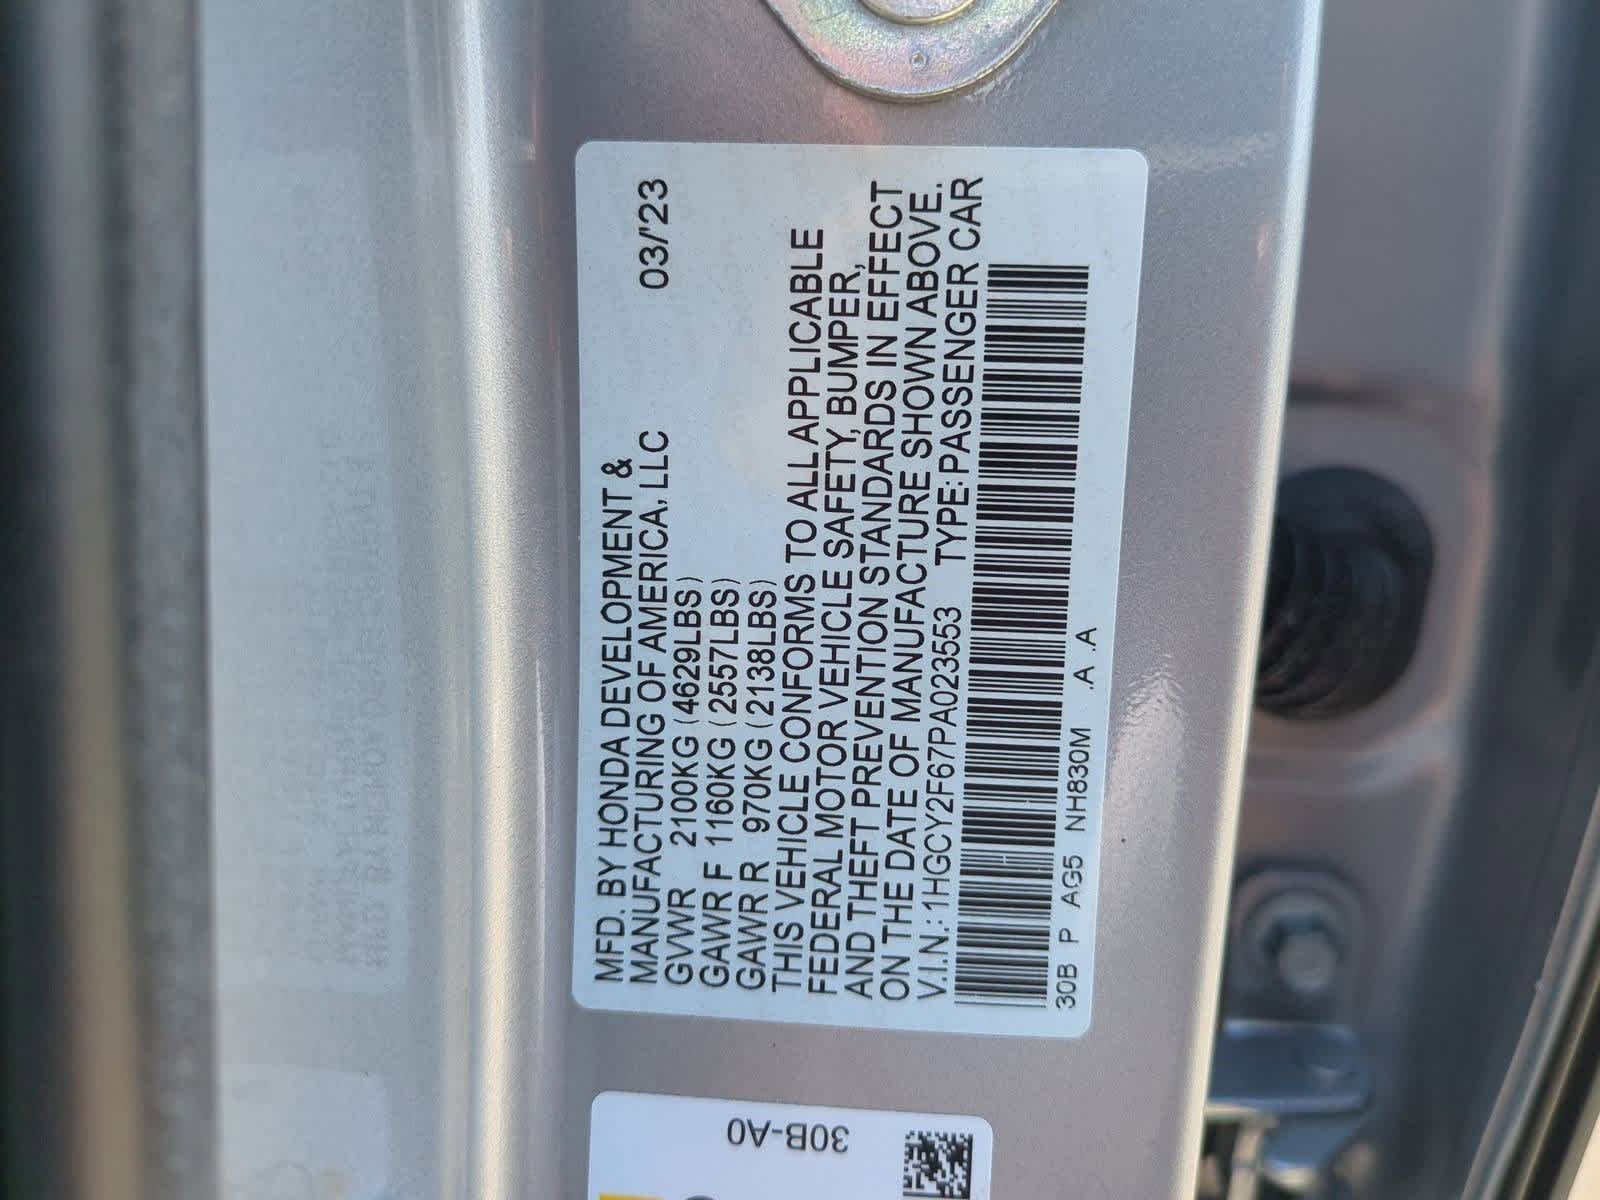 MFD. BY HONDA DEVELOPMENT &
MANUFACTURING OF AMERICA, LLC 03/'23
GVWR 2100KG (4629LBS)
GAWR F 1160KG (2557LBS)
GAWR R 970KG (2138LBS)
THIS VEHICLE CONFORMS TO ALL APPLICABLE
FEDERAL MOTOR VEHICLE SAFETY, BUMPER,
AND THEFT PREVENTION STANDARDS IN EFFECT
ON THE DATE OF MANUFACTURE SHOWN ABOVE.
V.I.N.: 1HGCY2F67PA023553 TYPE: PASSENGER CAR
30B P AG5 NH830M .A .A
30B-A0